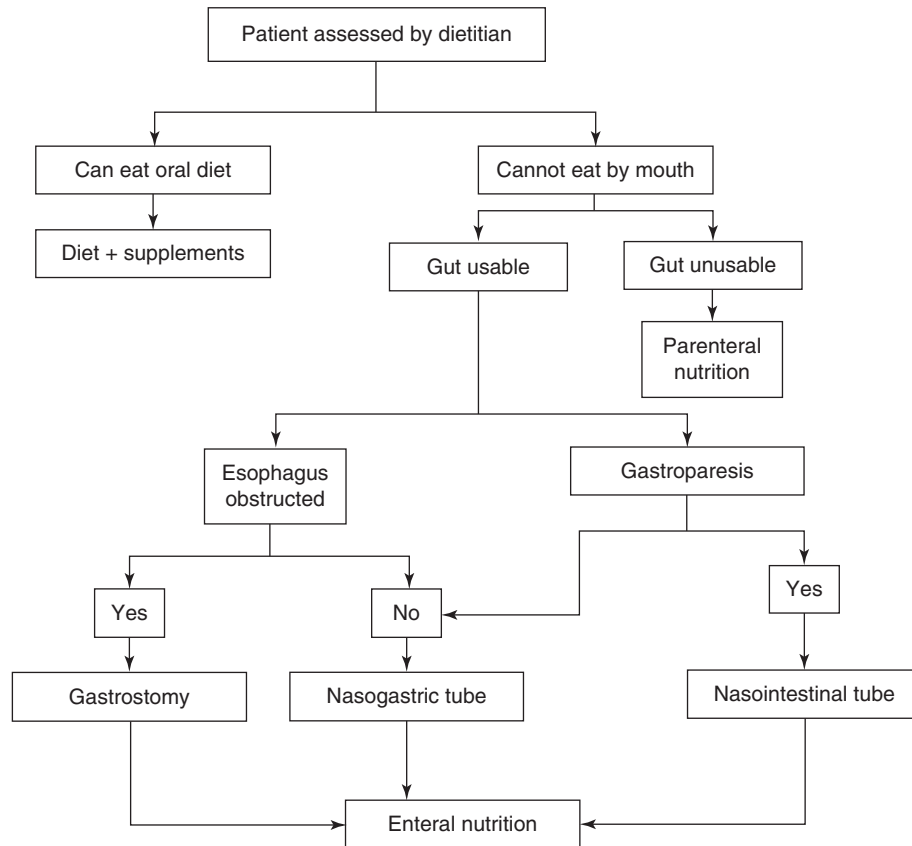 Patient assessed by dietitian
Can eat oral diet
Cannot eat by mouth
Diet + supplements
Gut usable
Gut unusable
Parenteral
nutrition
Esophagus
obstructed
Gastroparesis
Yes
No
Yes
Gastrostomy
Nasogastric tube
Nasointestinal tube
Enteral nutrition